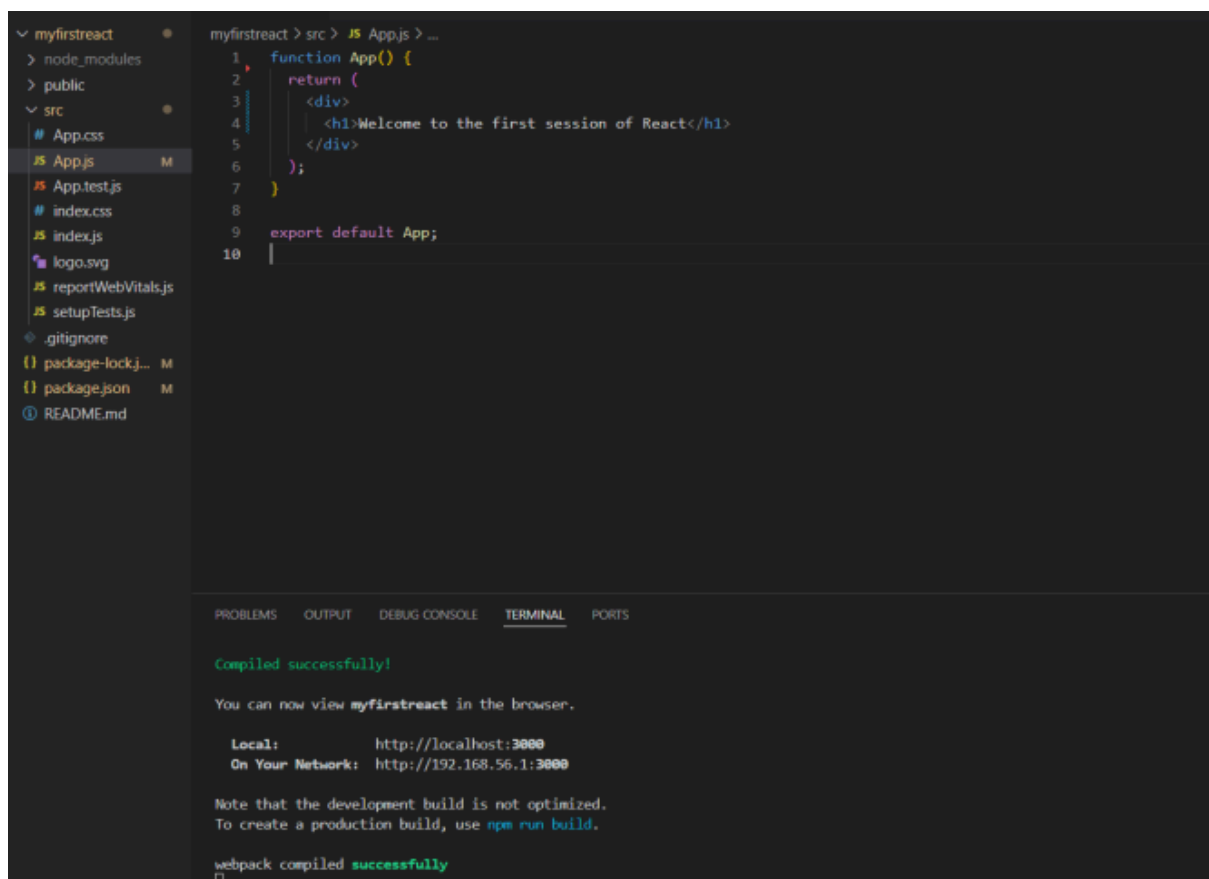 myfirstreact
node_modules
public
src
App.css
App.js M
App.test.js
index.css
index.js
logo.svg
reportWebVitals.js
setupTests.js
.gitignore
package-lock.j... M
package.json M
README.md
myfirstreact > src > JS App.js > ...
1 function App() {
2 return (
3 <div>
4 <h1>Welcome to the first session of React</h1>
5 </div>
6 );
7 }
8
9 export default App;
10
PROBLEMS OUTPUT DEBUG CONSOLE TERMINAL PORTS
Compiled successfully!
You can now view myfirstreact in the browser.
Local: http://localhost:3000
On Your Network: http://192.168.56.1:3000
Note that the development build is not optimized.
To create a production build, use npm run build.
webpack compiled successfully